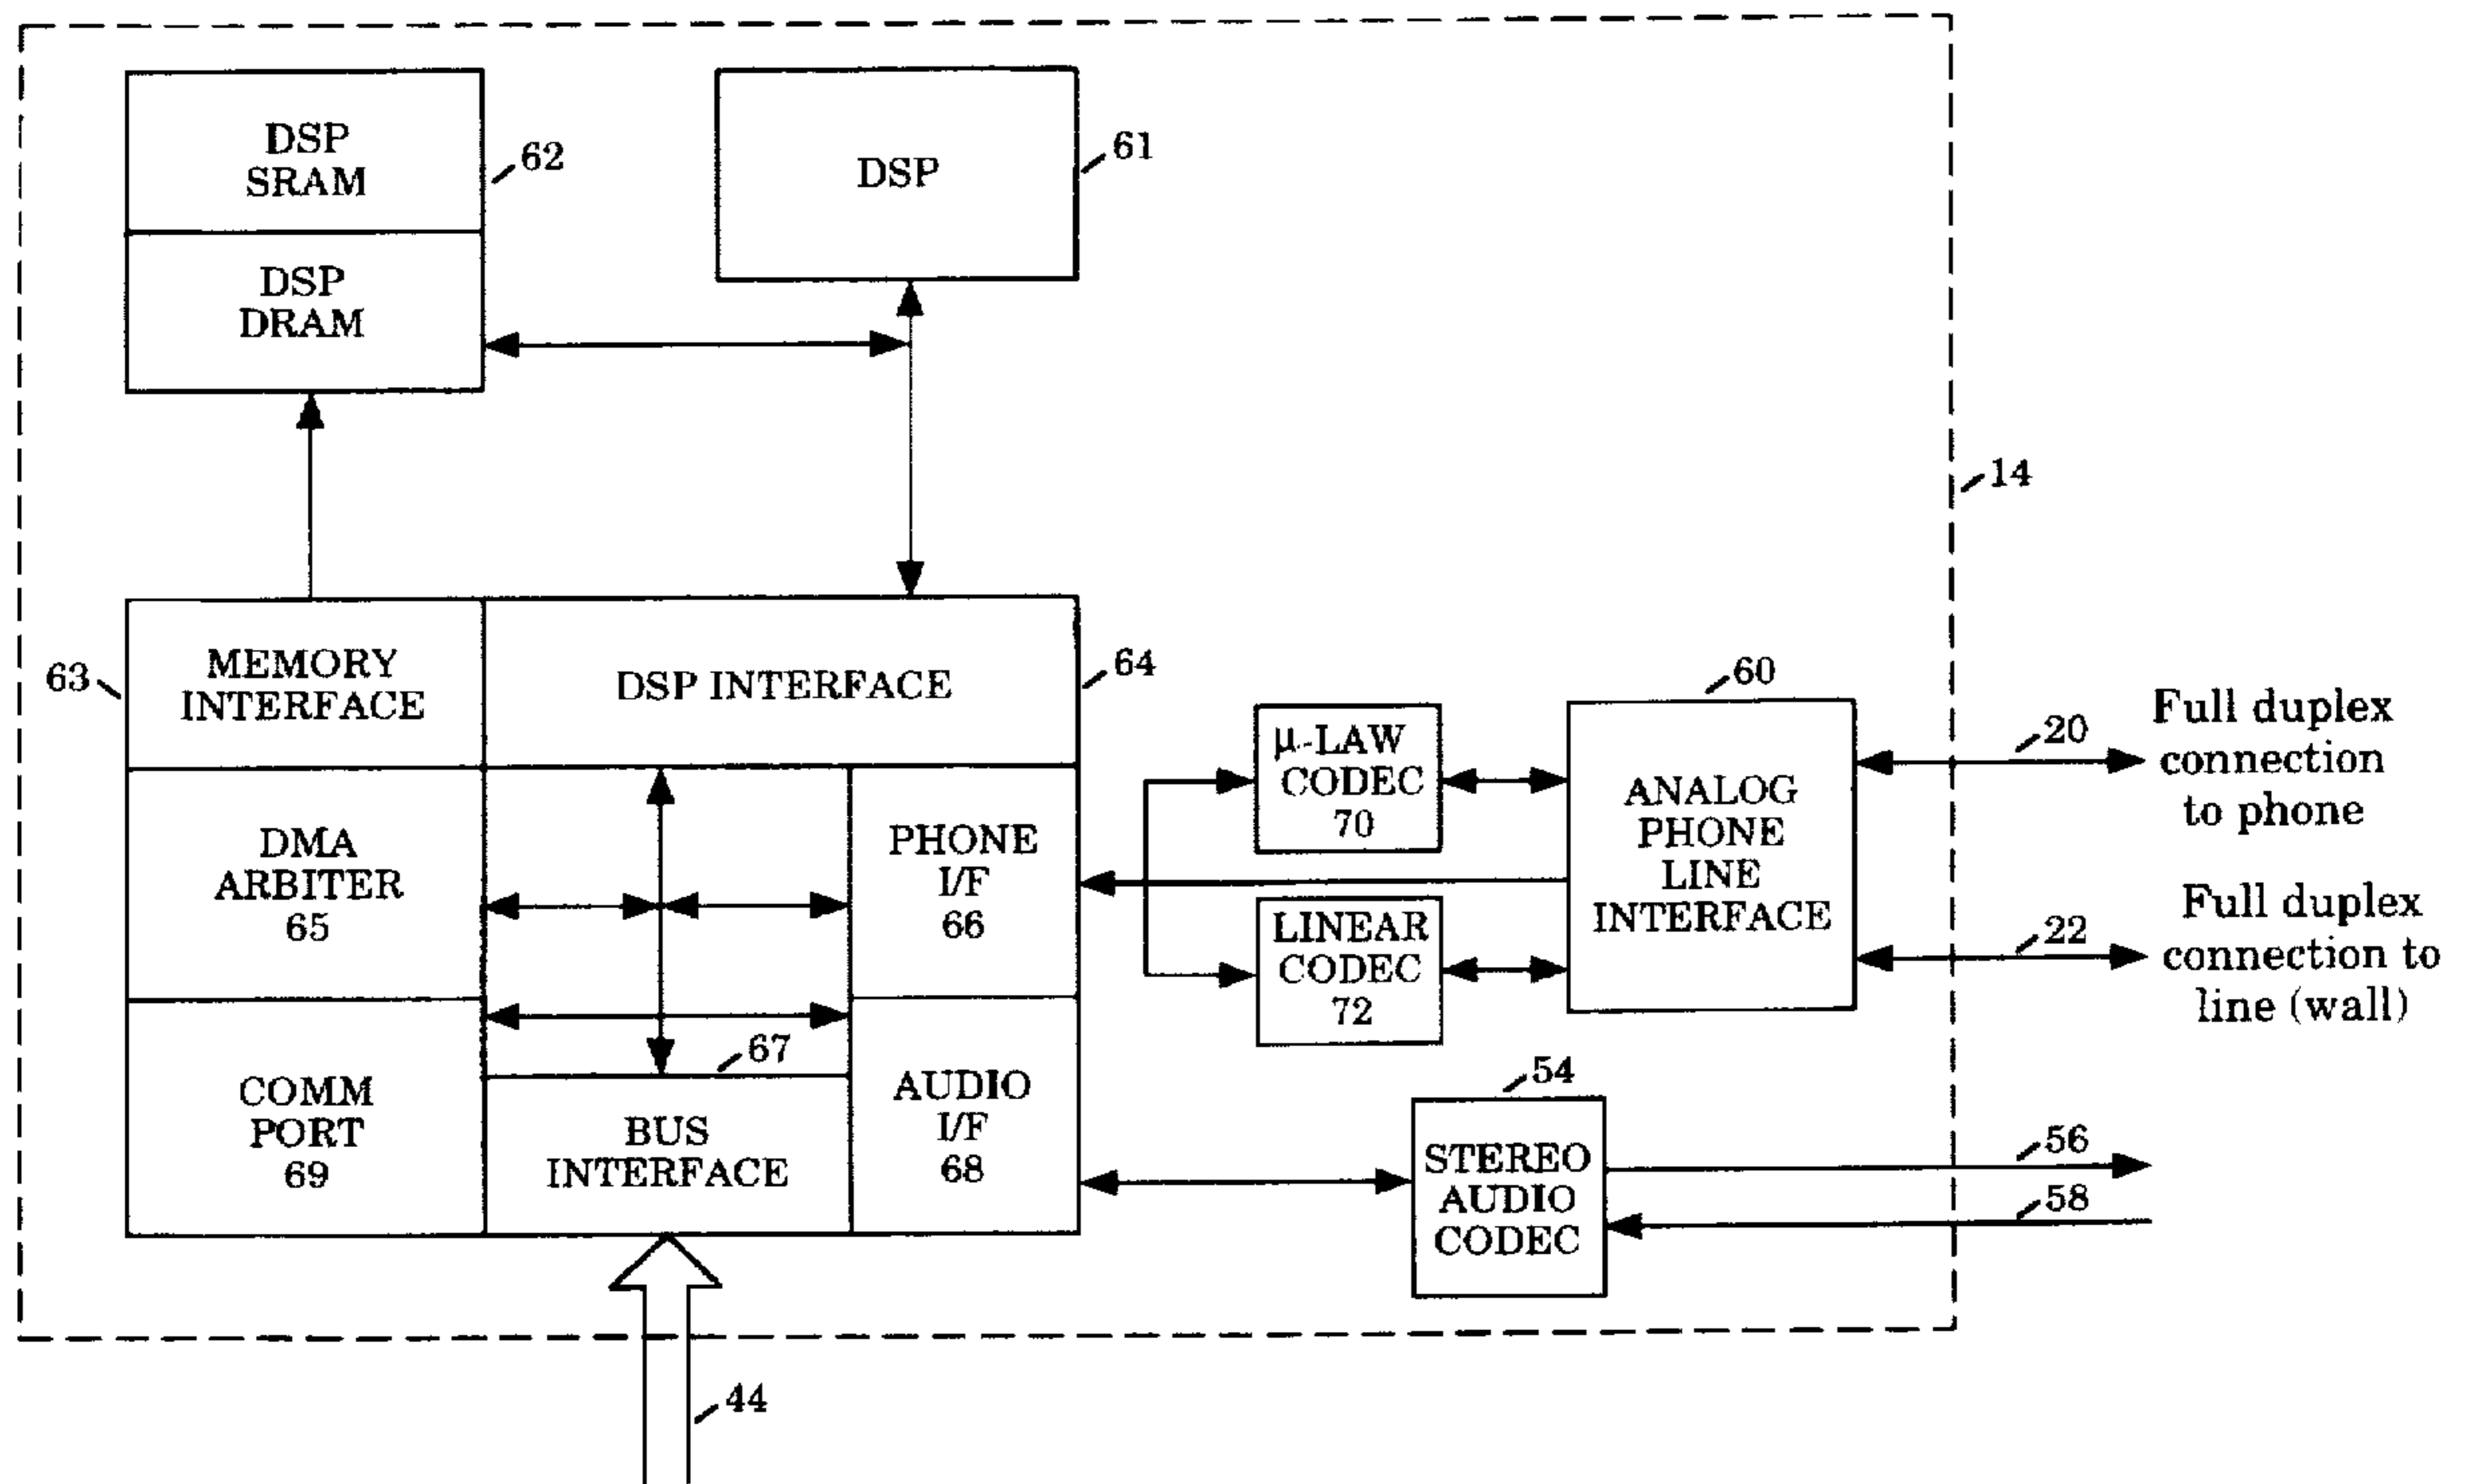 DSP
SRAM
62
DSP
61
DSP
DRAM
14
63
MEMORY
INTERFACE
DSP INTERFACE
64
DMA
ARBITER
65
PHONE
I/F
66
67
COMM
PORT
69
BUS
INTERFACE
AUDIO
I/F
68
44
μ-LAW
CODEC
70
LINEAR
CODEC
72
60
ANALOG
PHONE
LINE
INTERFACE
20
Full duplex
connection
to phone
22
Full duplex
connection to
line (wall)
54
STEREO
AUDIO
CODEC
56
58